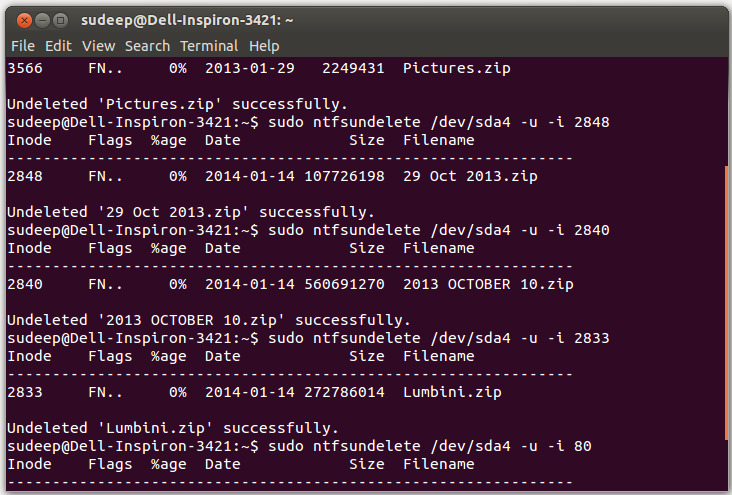 sudeep@Dell-Inspiron-3421: ~
File Edit View Search Terminal Help
3566     FN..     0%  2013-01-29   2249431  Pictures.zip
Undeleted 'Pictures.zip' successfully.
sudeep@Dell-Inspiron-3421:~$ sudo ntfsundelete /dev/sda4 -u -i 2848
Inode    Flags  %age  Date            Size  Filename
---------------------------------------------------------------
2848     FN..     0%  2014-01-14 107726198  29 Oct 2013.zip
Undeleted '29 Oct 2013.zip' successfully.
sudeep@Dell-Inspiron-3421:~$ sudo ntfsundelete /dev/sda4 -u -i 2840
Inode    Flags  %age  Date            Size  Filename
---------------------------------------------------------------
2840     FN..     0%  2014-01-14 560691270  2013 OCTOBER 10.zip
Undeleted '2013 OCTOBER 10.zip' successfully.
sudeep@Dell-Inspiron-3421:~$ sudo ntfsundelete /dev/sda4 -u -i 2833
Inode    Flags  %age  Date            Size  Filename
---------------------------------------------------------------
2833     FN..     0%  2014-01-14 272786014  Lumbini.zip
Undeleted 'Lumbini.zip' successfully.
sudeep@Dell-Inspiron-3421:~$ sudo ntfsundelete /dev/sda4 -u -i 80
Inode    Flags  %age  Date            Size  Filename
---------------------------------------------------------------